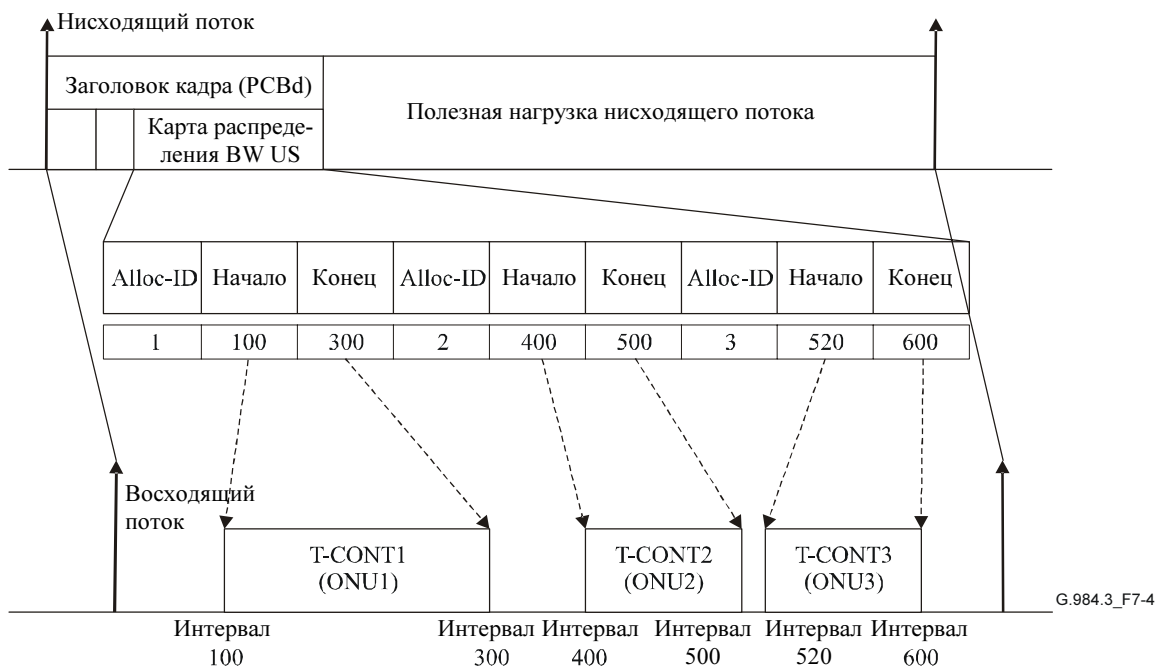 Нисходящий поток
Заголовок кадра (PCBd)
Полезная нагрузка нисходящего потока
Карта распреде-
ления BW US
Alloc-ID Начало Конец Alloc-ID Начало Конец Alloc-ID Начало Конец
1 100 300 2 400 500 3 520 600
Восходящий
поток
T-CONT1 T-CONT2 T-CONT3
(ONU1) (ONU2) (ONU3)
G.984.3_F7-4
Интервал Интервал Интервал Интервал Интервал Интервал
100 300 400 500 520 600